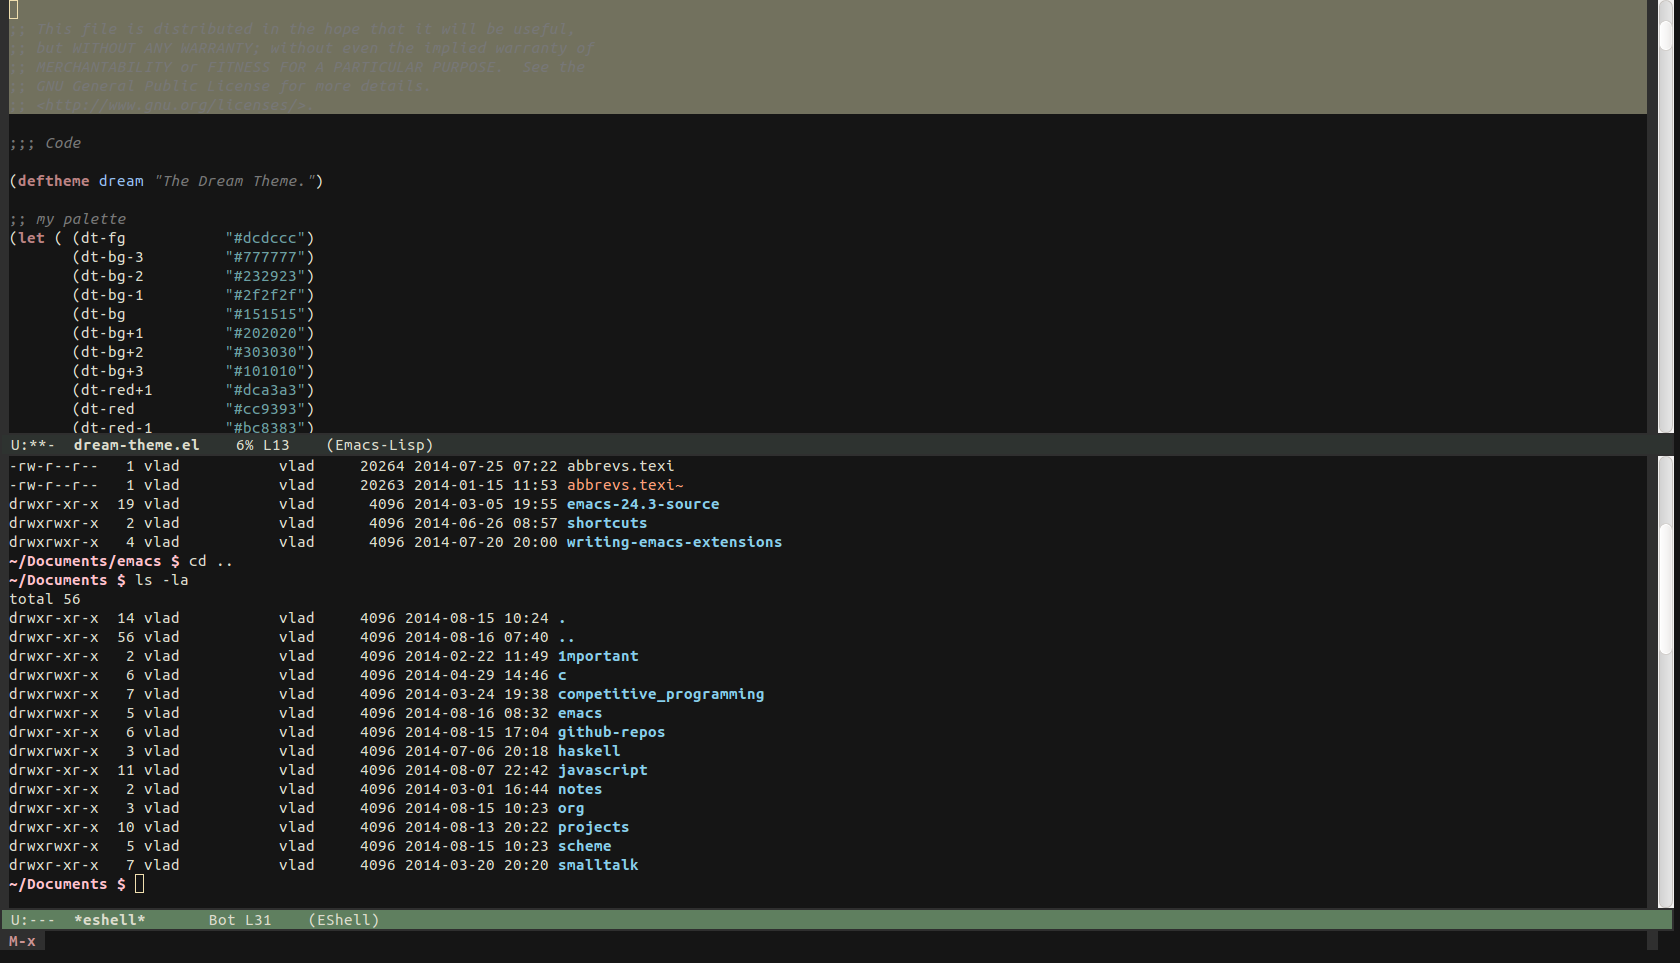 ;; This file is distributed in the hope that it will be useful,
;; but WITHOUT ANY WARRANTY; without even the implied warranty of
;; MERCHANTABILITY or FITNESS FOR A PARTICULAR PURPOSE.  See the
;; GNU General Public License for more details.
;; <http://www.gnu.org/licenses/>.
;;; Code
(deftheme dream "The Dream Theme.")
;; my palette
(let ( (dt-fg           "#dcdccc")
       (dt-bg-3         "#777777")
       (dt-bg-2         "#232923")
       (dt-bg-1         "#2f2f2f")
       (dt-bg           "#151515")
       (dt-bg+1         "#202020")
       (dt-bg+2         "#303030")
       (dt-bg+3         "#101010")
       (dt-red+1        "#dca3a3")
       (dt-red          "#cc9393")
       (dt-red-1        "#bc8383")
U:**-  dream-theme.el    6% L13    (Emacs-Lisp)
-rw-r--r--   1 vlad           vlad     20264 2014-07-25 07:22 abbrevs.texi
-rw-r--r--   1 vlad           vlad     20263 2014-01-15 11:53 abbrevs.texi~
drwxr-xr-x  19 vlad           vlad      4096 2014-03-05 19:55 emacs-24.3-source
drwxrwxr-x   2 vlad           vlad      4096 2014-06-26 08:57 shortcuts
drwxrwxr-x   4 vlad           vlad      4096 2014-07-20 20:00 writing-emacs-extensions
~/Documents/emacs $ cd ..
~/Documents $ ls -la
total 56
drwxr-xr-x  14 vlad           vlad     4096 2014-08-15 10:24 .
drwxr-xr-x  56 vlad           vlad     4096 2014-08-16 07:40 ..
drwxr-xr-x   2 vlad           vlad     4096 2014-02-22 11:49 1mportant
drwxrwxr-x   6 vlad           vlad     4096 2014-04-29 14:46 c
drwxrwxr-x   7 vlad           vlad     4096 2014-03-24 19:38 competitive_programming
drwxrwxr-x   5 vlad           vlad     4096 2014-08-16 08:32 emacs
drwxr-xr-x   6 vlad           vlad     4096 2014-08-15 17:04 github-repos
drwxrwxr-x   3 vlad           vlad     4096 2014-07-06 20:18 haskell
drwxr-xr-x  11 vlad           vlad     4096 2014-08-07 22:42 javascript
drwxr-xr-x   2 vlad           vlad     4096 2014-03-01 16:44 notes
drwxr-xr-x   3 vlad           vlad     4096 2014-08-15 10:23 org
drwxr-xr-x  10 vlad           vlad     4096 2014-08-13 20:22 projects
drwxrwxr-x   5 vlad           vlad     4096 2014-08-15 10:23 scheme
drwxr-xr-x   7 vlad           vlad     4096 2014-03-20 20:20 smalltalk
~/Documents $
U:---  *eshell*       Bot L31    (EShell)
M-x